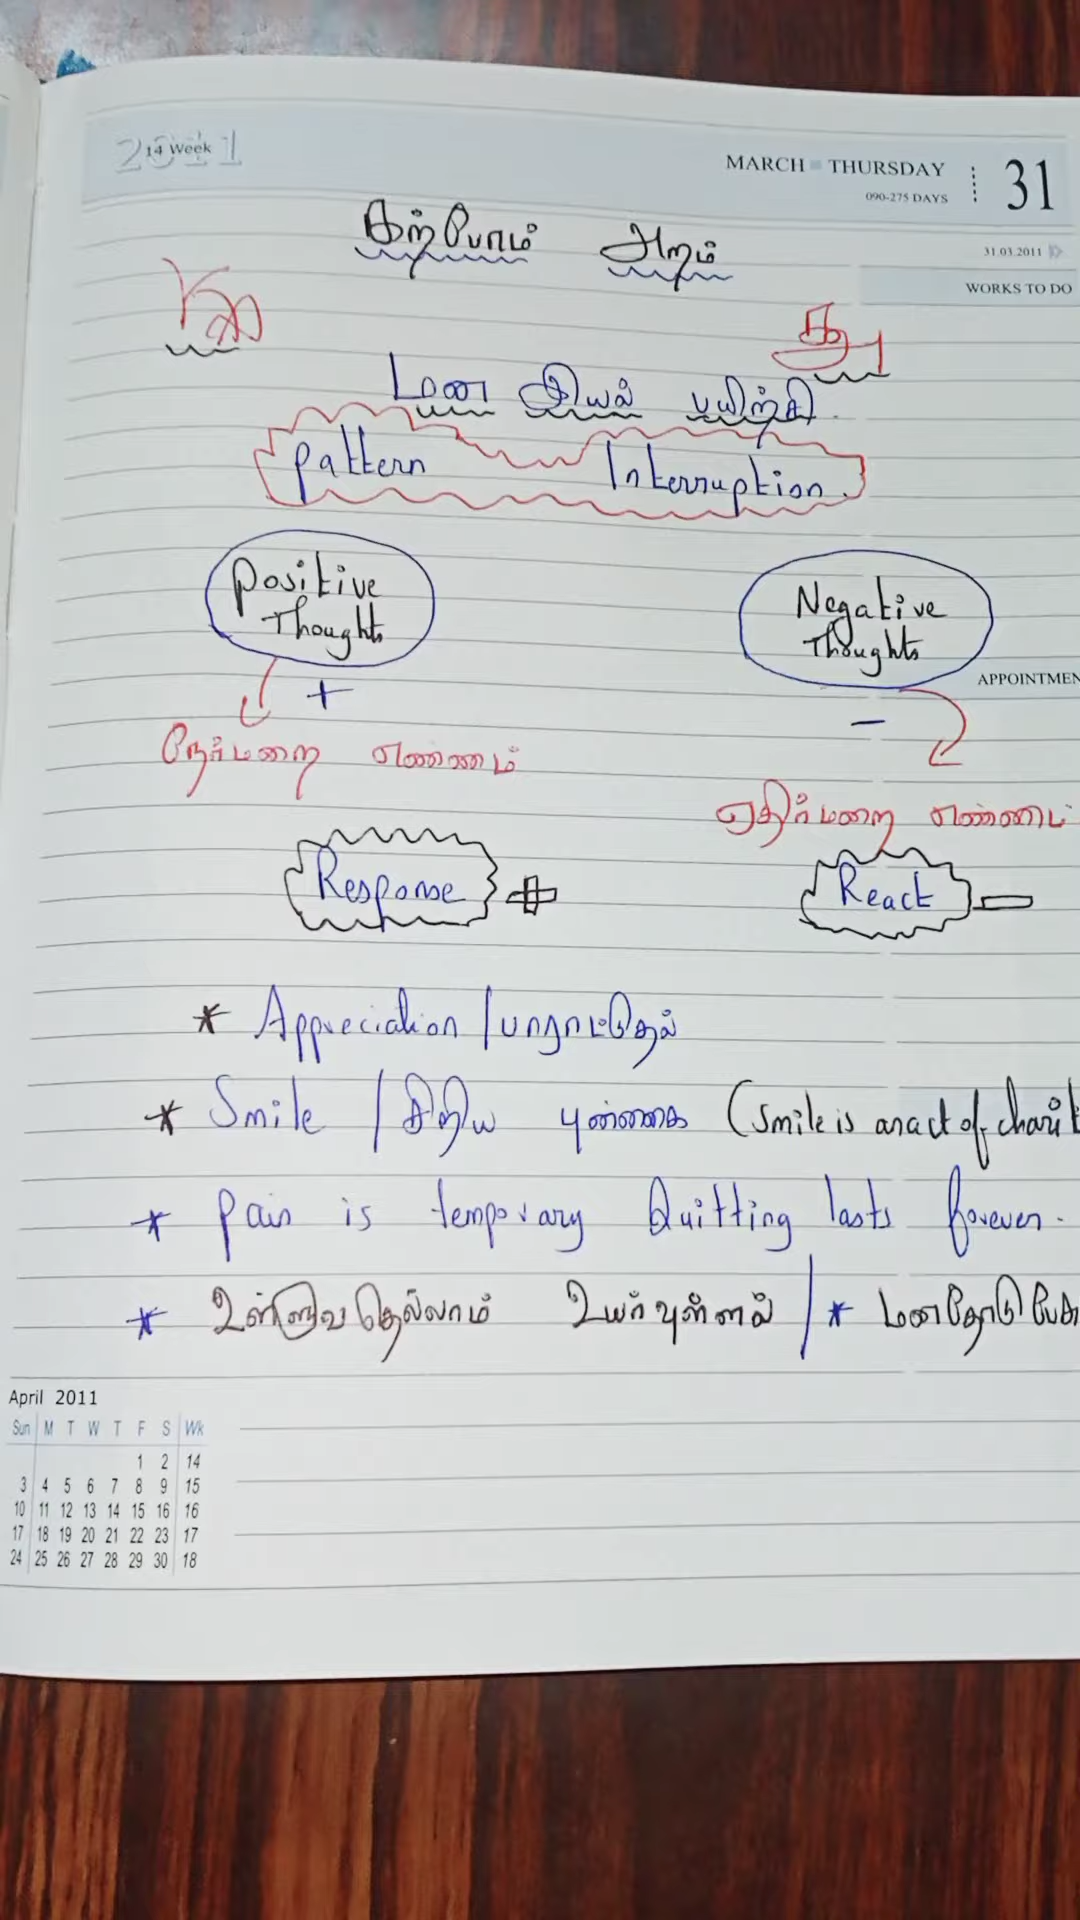 2011
14 Week
MARCH THURSDAY 31
090-275 DAYS
31.03.2011
WORKS TO DO
கற்போம் அறம்
மன இயல் பயிற்சி.
Pattern Interruption.
Positive Thoughts
Negative Thoughts
APPOINTMEN
+
−
நேர்மறை எண்ணம்
எதிர்மறை எண்ணம்
Response +
React −
* Appreciation / பாராட்டுதல்
* Smile / சிறிய புன்னகை (Smile is an act of charit
* Pain is temporary Quitting lasts forever.
* உள்ளுவதெல்லாம் உயர்வுள்ளல் / * மனதோடு பேசு
April 2011
Sun M T W T F S Wk
1 2 14
3 4 5 6 7 8 9 15
10 11 12 13 14 15 16 16
17 18 19 20 21 22 23 17
24 25 26 27 28 29 30 18